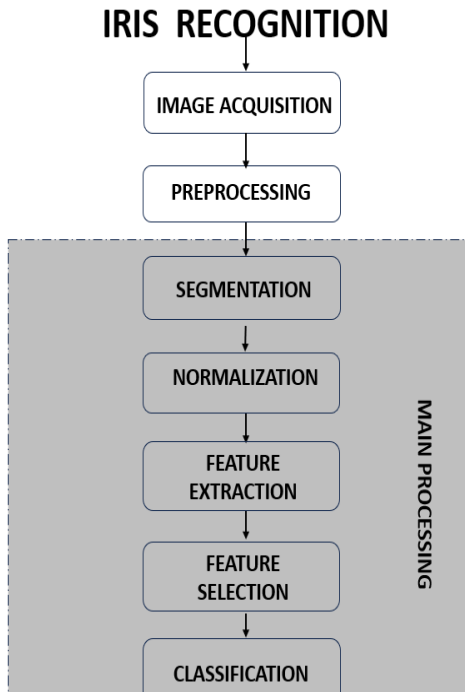 IRIS RECOGNITION
IMAGE ACQUISITION
PREPROCESSING
SEGMENTATION
NORMALIZATION
FEATURE
EXTRACTION
FEATURE
SELECTION
CLASSIFICATION
MAIN PROCESSING